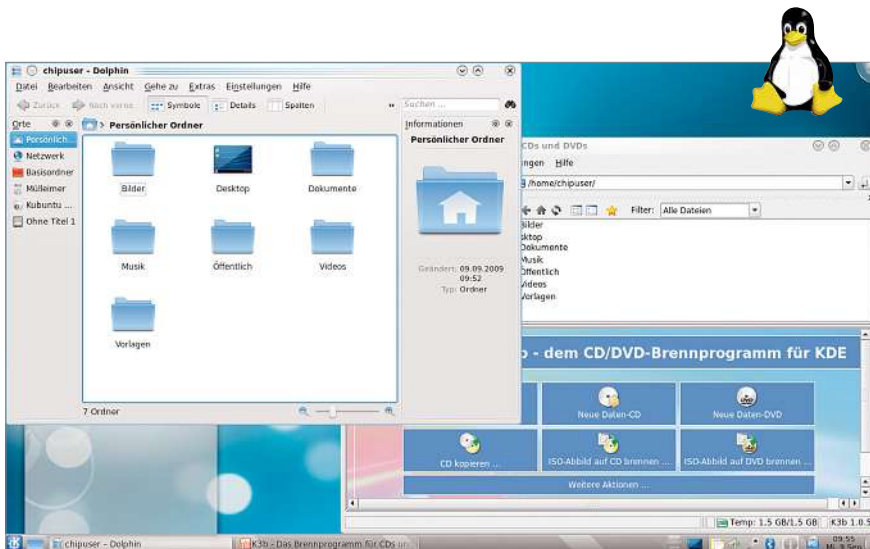 chipuser - Dolphin
Datei Bearbeiten Ansicht Gehe zu Extras Einstellungen Hilfe
Zurück Nach vorne Symbole Details Spalten » Suchen ...
Orte
Persönlich...
Netzwerk
Basisordner
Mülleimer
Kubuntu ...
Ohne Titel 1
> Persönlicher Ordner
Bilder Desktop Dokumente
Musik Öffentlich Videos
Vorlagen
7 Ordner
Informationen
Persönlicher Ordner
Geändert: 09.09.2009
09:52
Typ: Ordner
CDs und DVDs
ngen Hilfe
/home/chipuser/
Filter: Alle Dateien
Bilder
sktop
Dokumente
Musik
Öffentlich
Videos
Vorlagen
b - dem CD/DVD-Brennprogramm für KDE
Neue Daten-CD Neue Daten-DVD
CD kopieren ... ISO-Abbild auf CD brennen ... ISO-Abbild auf DVD brennen ...
Weitere Aktionen ...
Temp: 1.5 GB/1.5 GB K3b 1.0.5
chipuser - Dolphin K3b - Das Brennprogramm für CDs un
09:55